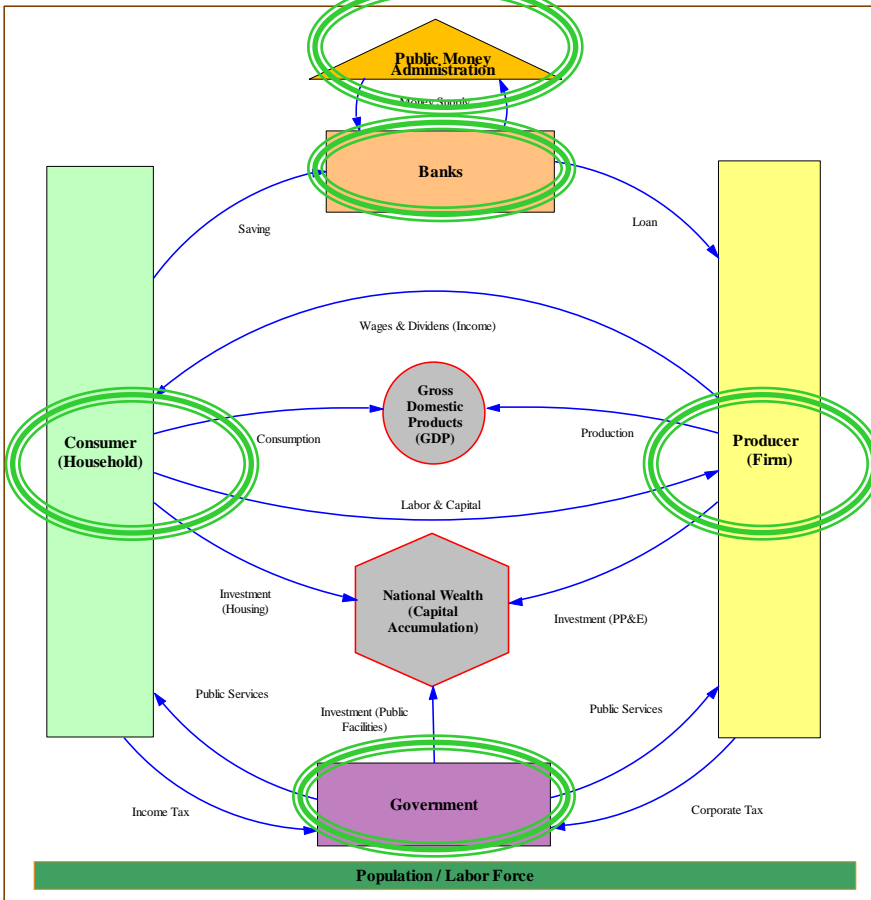 Public Money
Administration
Money Supply
Banks
Saving
Loan
Wages & Dividens (Income)
Gross
Domestic
Products
(GDP)
Consumption
Production
Consumer
(Household)
Producer
(Firm)
Labor & Capital
Investment
(Housing)
National Wealth
(Capital
Accumulation)
Investment (PP&E)
Public Services
Investment (Public
Facilities)
Public Services
Government
Income Tax
Corporate Tax
Population / Labor Force